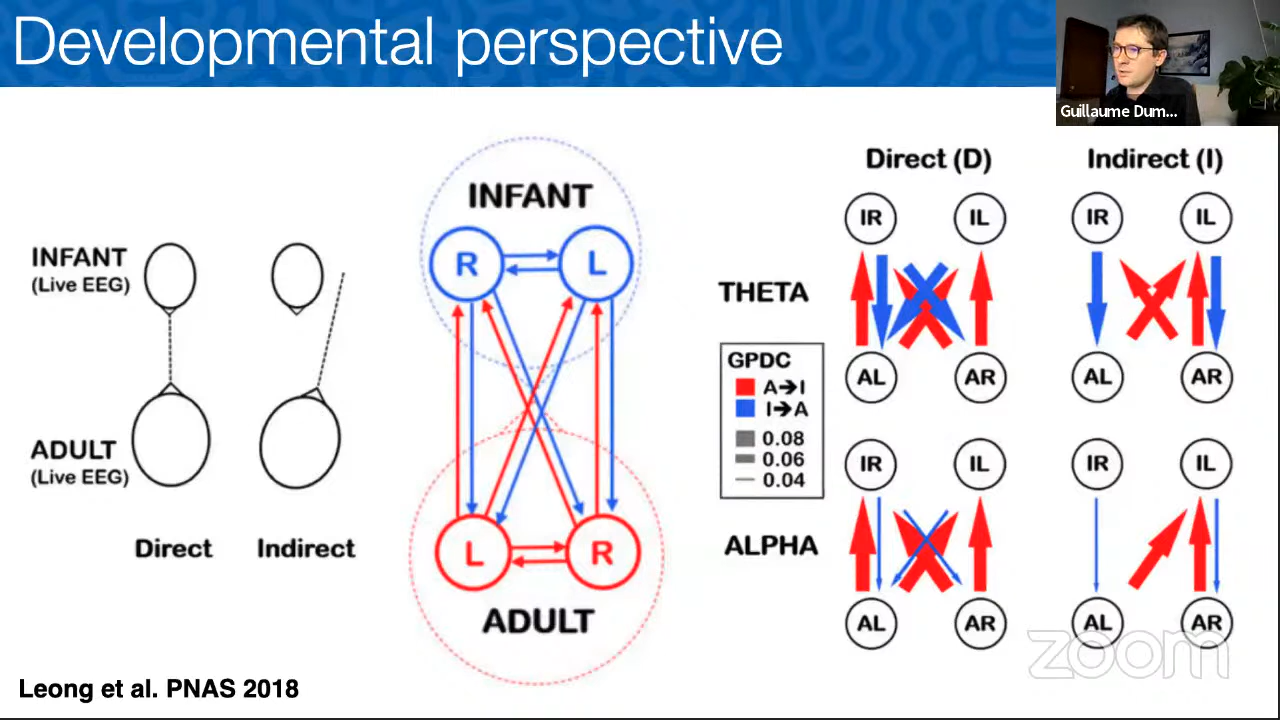 Developmental perspective
Guillaume Dum...
INFANT
(Live EEG)
ADULT
(Live EEG)
Direct
Indirect
INFANT
R
L
L
R
ADULT
Direct (D)
Indirect (I)
THETA
IR
IL
IR
IL
AL
AR
AL
AR
GPDC
A➔I
I➔A
0.08
0.06
0.04
ALPHA
IR
IL
IR
IL
AL
AR
AL
AR
zoom
Leong et al. PNAS 2018